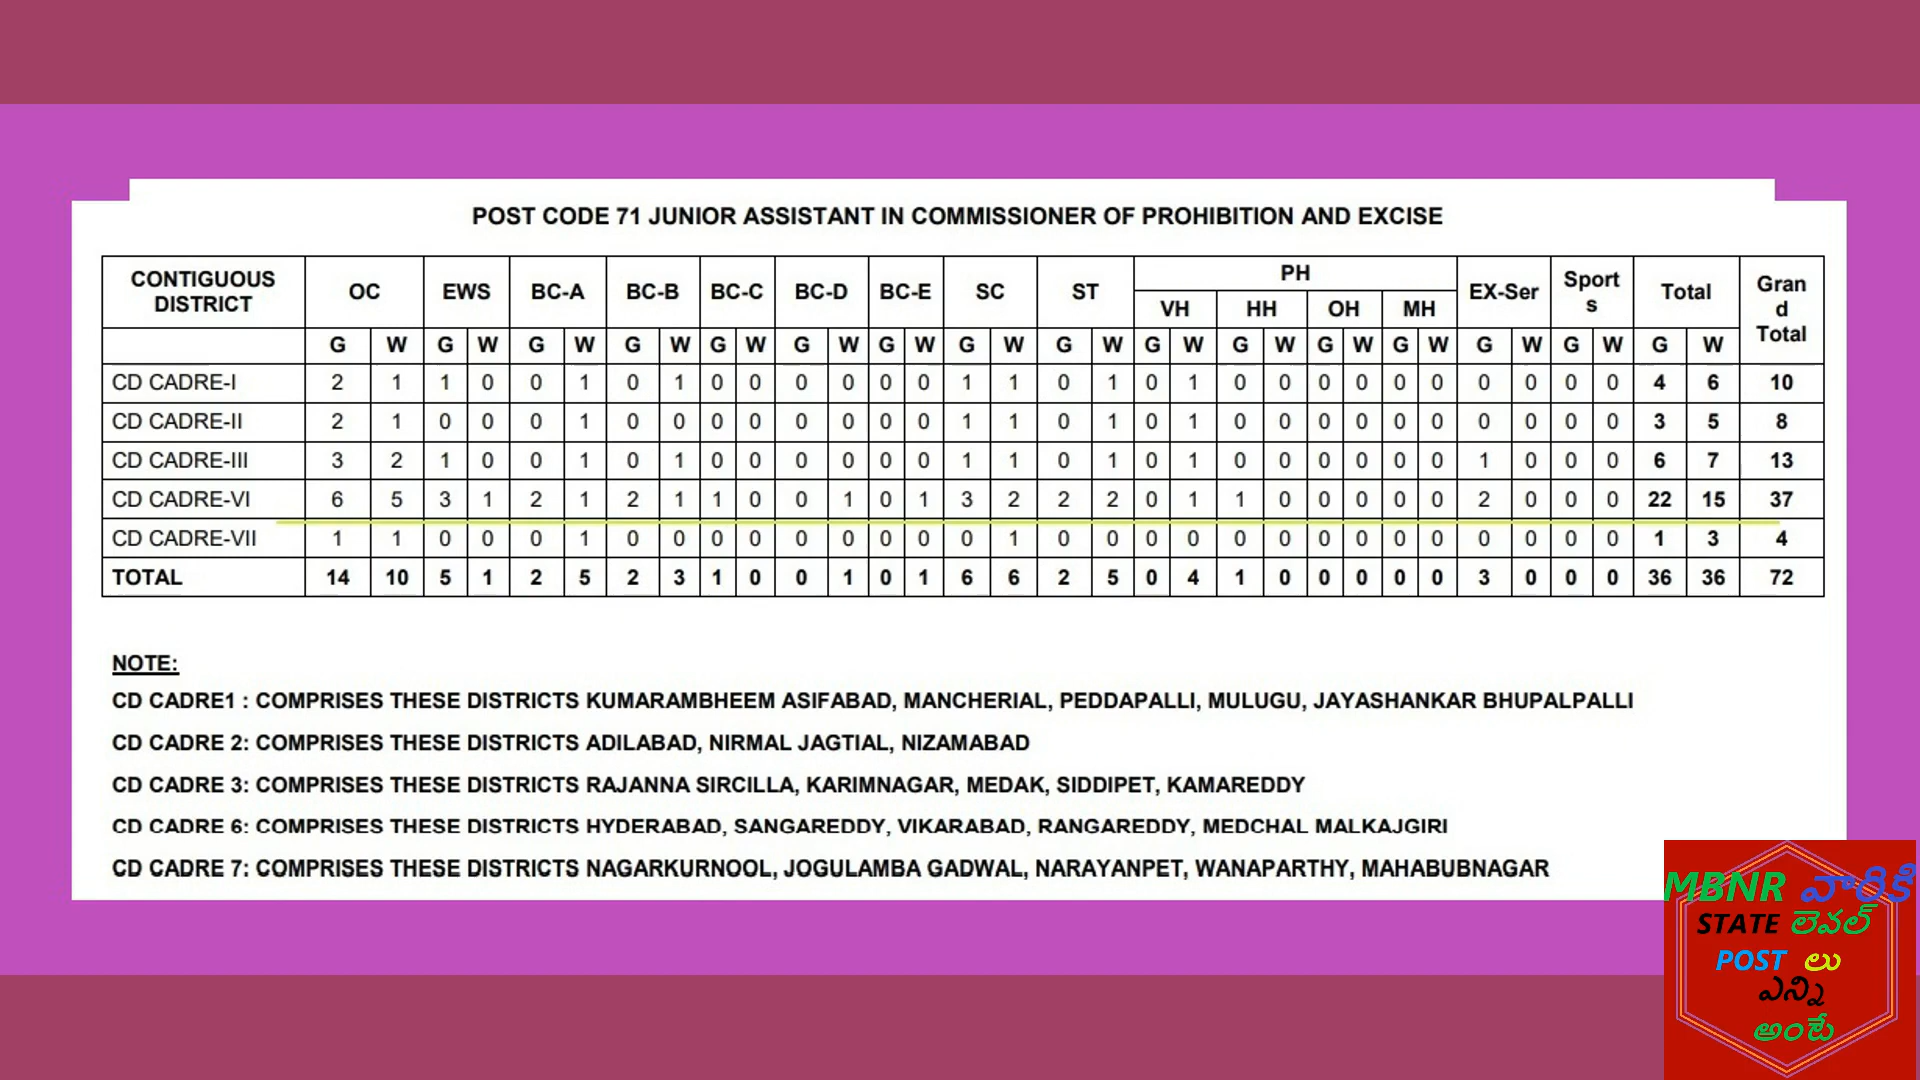 POST CODE 71 JUNIOR ASSISTANT IN COMMISSIONER OF PROHIBITION AND EXCISE
CONTIGUOUS DISTRICT OC EWS BC-A BC-B BC-C BC-D BC-E SC ST PH EX-Ser Sports Total Grand Total
VH HH OH MH
G W G W G W G W G W G W G W G W G W G W G W G W G W G W G W G W
CD CADRE-I 2 1 1 0 0 1 0 1 0 0 0 0 0 0 1 1 0 1 0 1 0 0 0 0 0 0 0 0 0 0 4 6 10
CD CADRE-II 2 1 0 0 0 1 0 0 0 0 0 0 0 0 1 1 0 1 0 1 0 0 0 0 0 0 0 0 0 0 3 5 8
CD CADRE-III 3 2 1 0 0 1 0 1 0 0 0 0 0 0 1 1 0 1 0 1 0 0 0 0 0 0 1 0 0 0 6 7 13
CD CADRE-VI 6 5 3 1 2 1 2 1 1 0 0 1 0 1 3 2 2 2 0 1 1 0 0 0 0 0 2 0 0 0 22 15 37
CD CADRE-VII 1 1 0 0 0 1 0 0 0 0 0 0 0 0 0 1 0 0 0 0 0 0 0 0 0 0 0 0 0 0 1 3 4
TOTAL 14 10 5 1 2 5 2 3 1 0 0 1 0 1 6 6 2 5 0 4 1 0 0 0 0 0 3 0 0 0 36 36 72
NOTE:
CD CADRE1 : COMPRISES THESE DISTRICTS KUMARAMBHEEM ASIFABAD, MANCHERIAL, PEDDAPALLI, MULUGU, JAYASHANKAR BHUPALPALLI
CD CADRE 2: COMPRISES THESE DISTRICTS ADILABAD, NIRMAL JAGTIAL, NIZAMABAD
CD CADRE 3: COMPRISES THESE DISTRICTS RAJANNA SIRCILLA, KARIMNAGAR, MEDAK, SIDDIPET, KAMAREDDY
CD CADRE 6: COMPRISES THESE DISTRICTS HYDERABAD, SANGAREDDY, VIKARABAD, RANGAREDDY, MEDCHAL MALKAJGIRI
CD CADRE 7: COMPRISES THESE DISTRICTS NAGARKURNOOL, JOGULAMBA GADWAL, NARAYANPET, WANAPARTHY, MAHABUBNAGAR
MBNR వారికి
STATE లెవల్
POST లు
ఎన్ని
అంటే